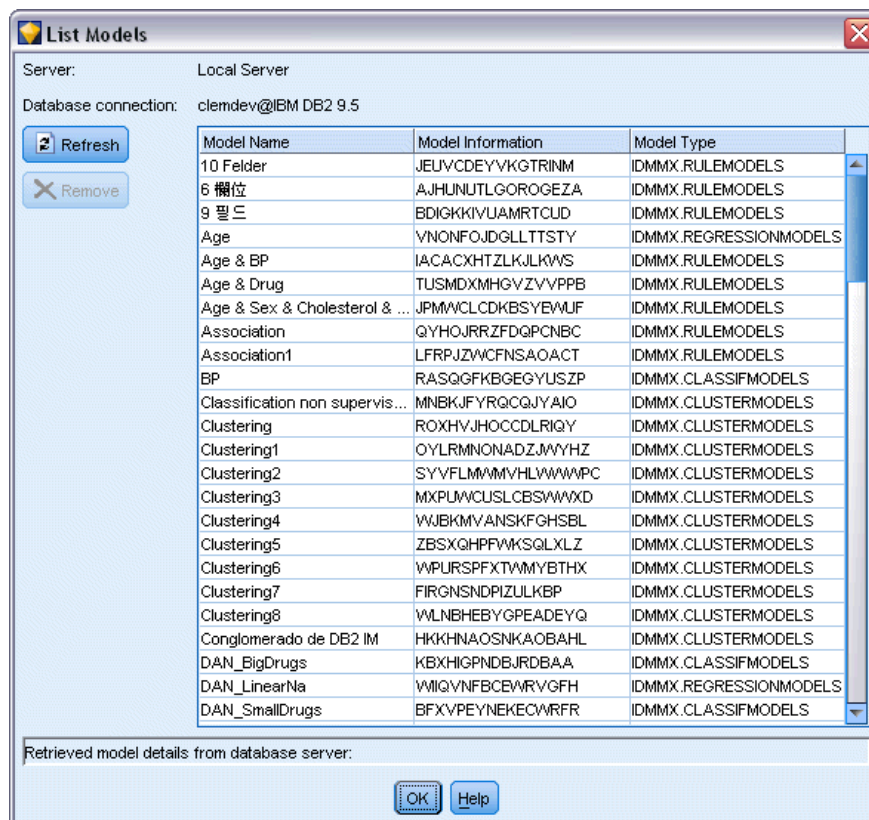 List Models
Server: Local Server
Database connection: clemdev@IBM DB2 9.5
Refresh
Remove
Model Name Model Information Model Type
10 Felder JEUVCDEYVKGTRINM IDMMX.RULEMODELS
6 欄位 AJHUNUTLGOROGEZA IDMMX.RULEMODELS
9 필드 BDIGKKIVUAMRTCUD IDMMX.RULEMODELS
Age VNONFOJDGLLTTSTY IDMMX.REGRESSIONMODELS
Age & BP IACACXHTZLKJLKWS IDMMX.RULEMODELS
Age & Drug TUSMDXMHGVZVVPPB IDMMX.RULEMODELS
Age & Sex & Cholesterol & ... JPMWCLCDKBSYEWUF IDMMX.RULEMODELS
Association QYHOJRRZFDQPCNBC IDMMX.RULEMODELS
Association1 LFRPJZWCFNSAOACT IDMMX.RULEMODELS
BP RASQGFKBGEGYUSZP IDMMX.CLASSIFMODELS
Classification non supervis... MNBKJFYRQCQJYAIO IDMMX.CLUSTERMODELS
Clustering ROXHVJHOCCDLRIQY IDMMX.CLUSTERMODELS
Clustering1 OYLRMNONADZJWYHZ IDMMX.CLUSTERMODELS
Clustering2 SYVFLMWMVHLWWWPC IDMMX.CLUSTERMODELS
Clustering3 MXPUWCUSLCBSWWXD IDMMX.CLUSTERMODELS
Clustering4 WJBKMVANSKFGHSBL IDMMX.CLUSTERMODELS
Clustering5 ZBSXQHPFWKSQLXLZ IDMMX.CLUSTERMODELS
Clustering6 WPURSPFXTWMYBTHX IDMMX.CLUSTERMODELS
Clustering7 FIRGNSNDPIZULKBP IDMMX.CLUSTERMODELS
Clustering8 WLNBHEBYGPEADEYQ IDMMX.CLUSTERMODELS
Conglomerado de DB2 IM HKKHNAOSNKAOBAHL IDMMX.CLUSTERMODELS
DAN_BigDrugs KBXHIGPNDBJRDBAA IDMMX.CLASSIFMODELS
DAN_LinearNa WIIQVNFBCEWRVGFH IDMMX.REGRESSIONMODELS
DAN_SmallDrugs BFXVPEYNEKECWRFR IDMMX.CLASSIFMODELS
Retrieved model details from database server:
OK Help